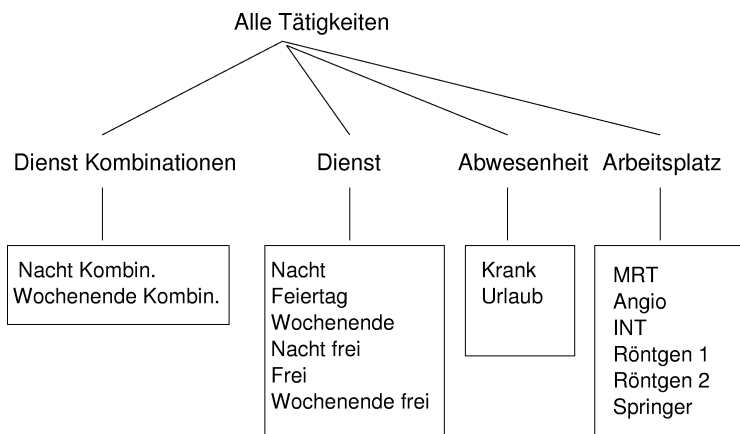 Alle Tätigkeiten
Dienst Kombinationen
Dienst
Abwesenheit
Arbeitsplatz
Nacht Kombin.
Wochenende Kombin.
Nacht
Feiertag
Wochenende
Nacht frei
Frei
Wochenende frei
Krank
Urlaub
MRT
Angio
INT
Röntgen 1
Röntgen 2
Springer